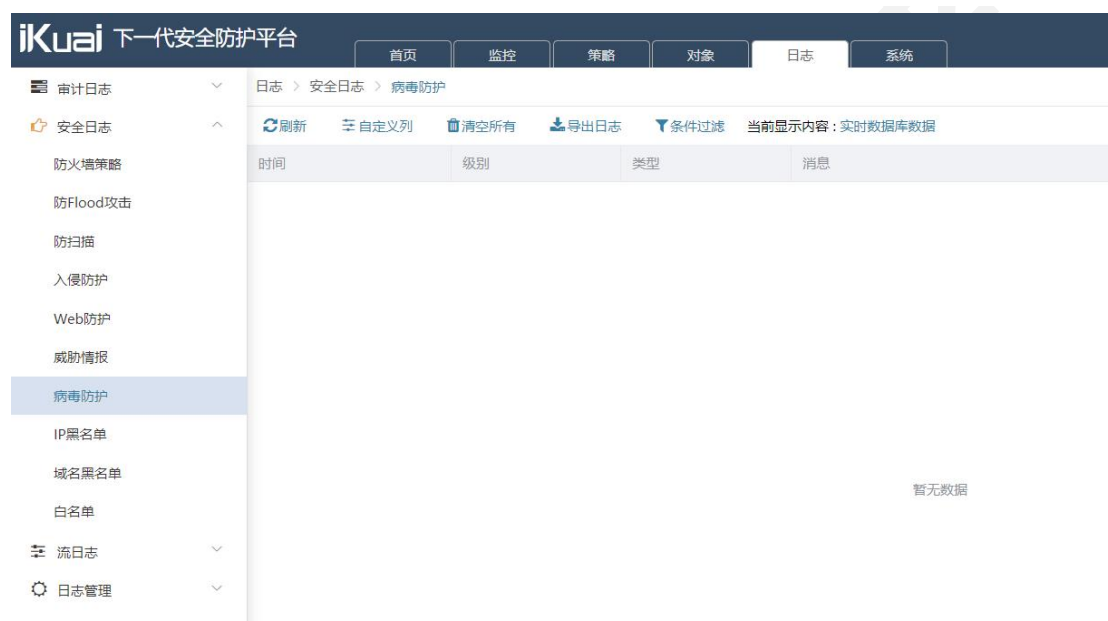 iKuai 下一代安全防护平台
首页 监控 策略 对象 日志 系统
审计日志
安全日志
防火墙策略
防Flood攻击
防扫描
入侵防护
Web防护
威胁情报
病毒防护
IP黑名单
域名黑名单
白名单
流日志
日志管理
日志 > 安全日志 > 病毒防护
刷新 自定义列 清空所有 导出日志 条件过滤 当前显示内容 : 实时数据库数据
时间 级别 类型 消息
暂无数据